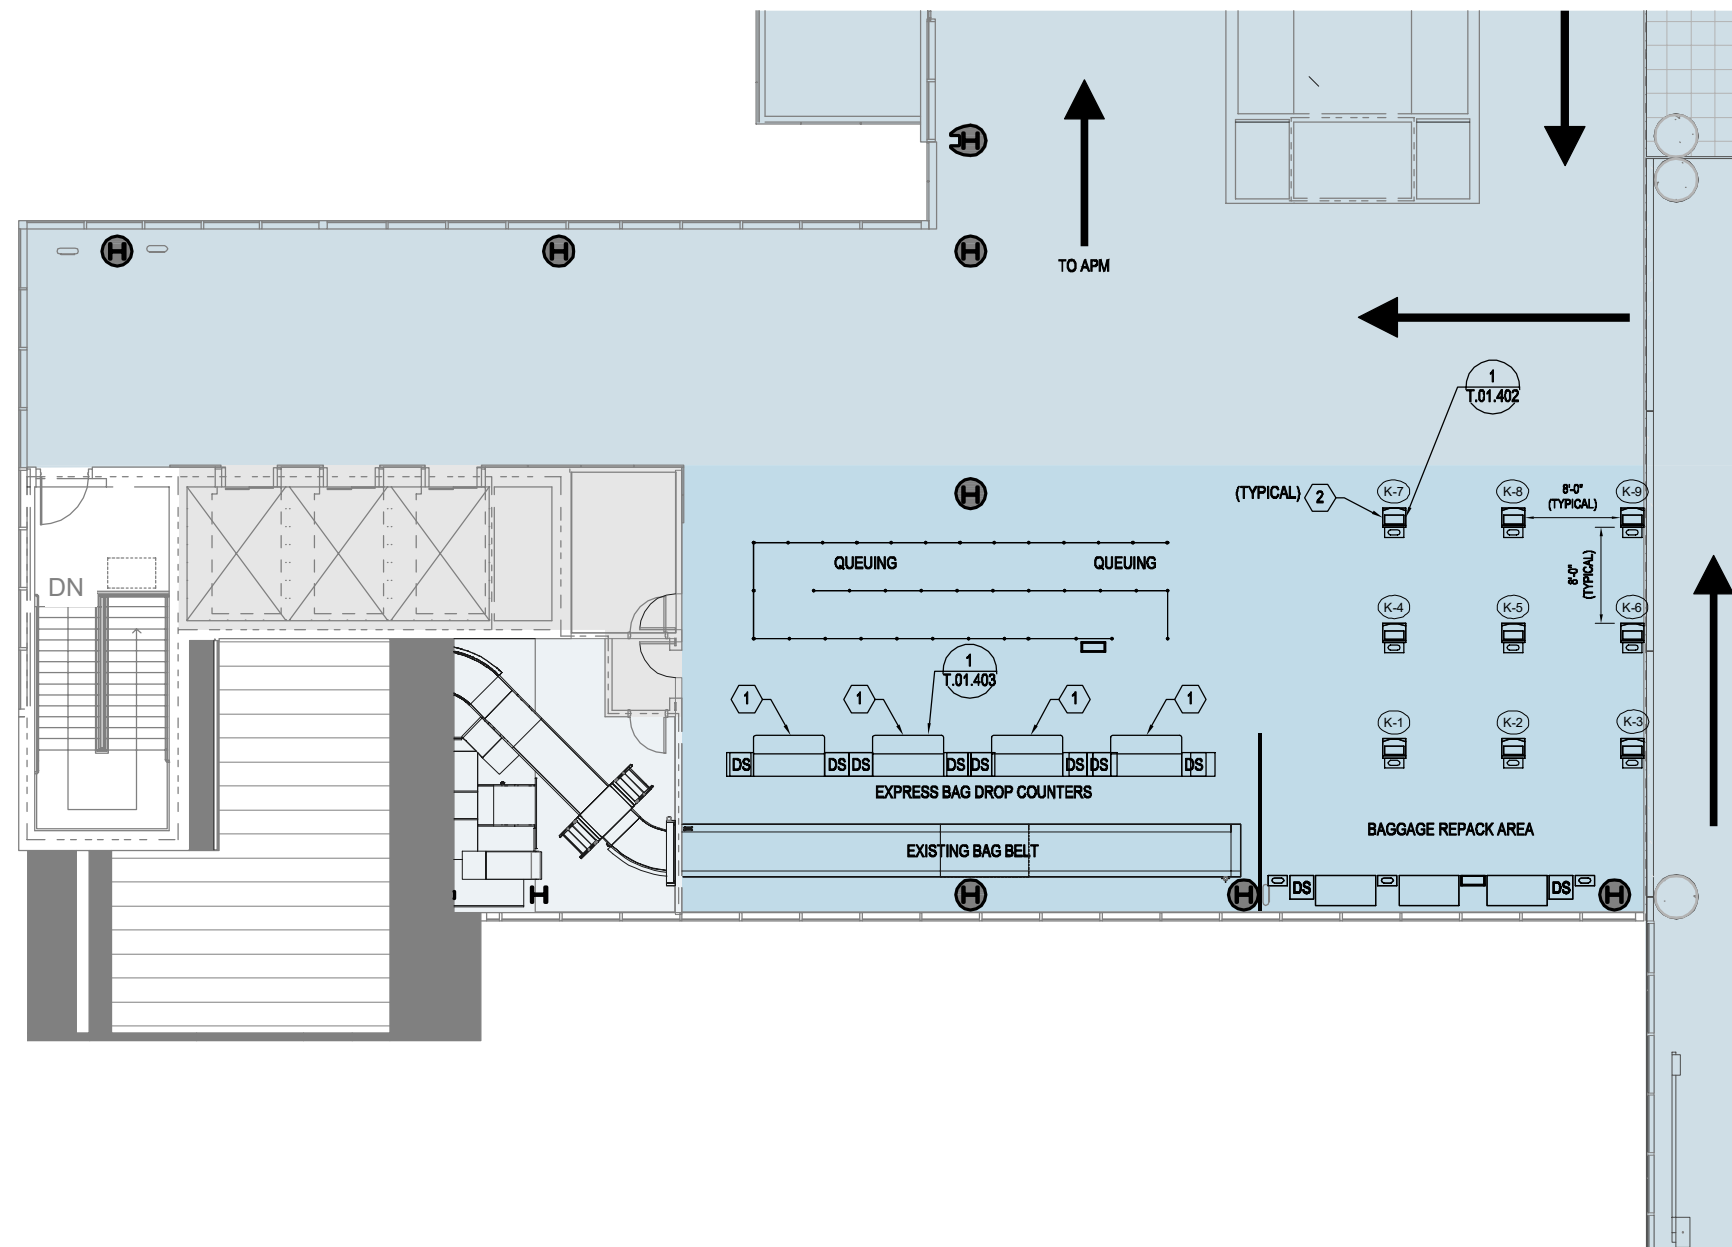 H
TO APM
H
H
H
1
T.01.402
(TYPICAL)
2
K-7
K-8
8'-0"
(TYPICAL)
K-9
H
QUEUING
QUEUING
8'-0"
(TYPICAL)
DN
K-4
K-5
K-6
1
T.01.403
1
1
1
1
K-1
K-2
K-3
DS
DS
DS
DS
DS
DS
DS
DS
EXPRESS BAG DROP COUNTERS
BAGGAGE REPACK AREA
EXISTING BAG BELT
H
H
H
DS
DS
H